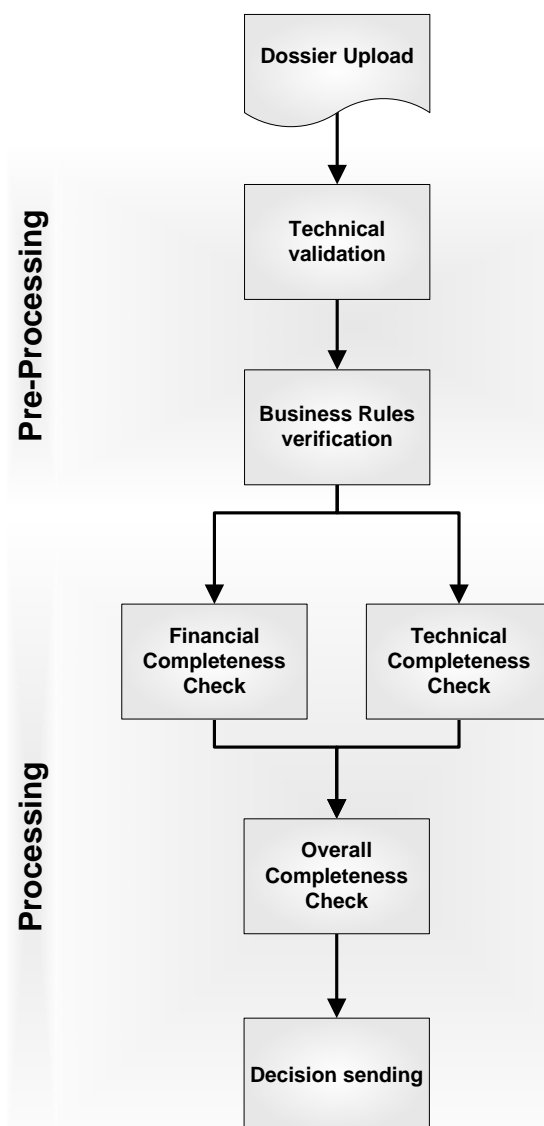 Dossier Upload
Pre-Processing
Technical
validation
Business Rules
verification
Processing
Financial
Completeness
Check
Technical
Completeness
Check
Overall
Completeness
Check
Decision sending